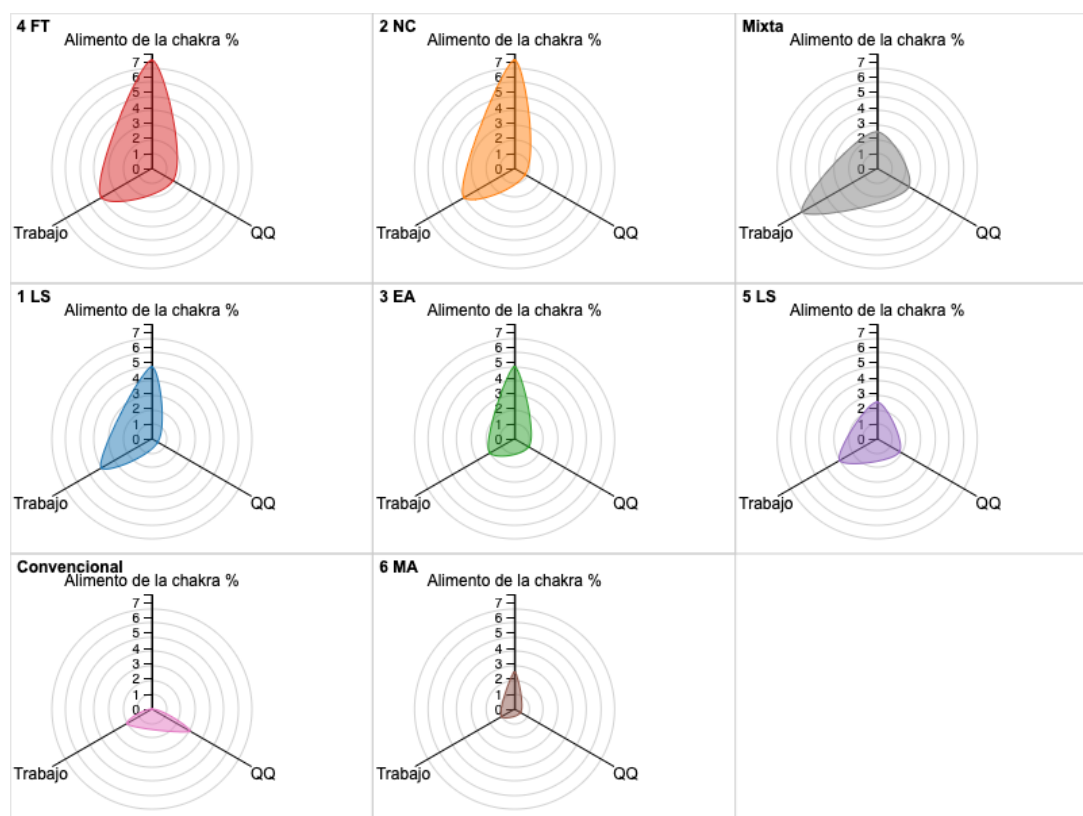 4 FT
Alimento de la chakra %
7
6
5
4
3
2
1
0
Trabajo
QQ
2 NC
Alimento de la chakra %
7
6
5
4
3
2
1
0
Trabajo
QQ
Mixta
Alimento de la chakra %
7
6
5
4
3
2
1
0
Trabajo
QQ
1 LS
Alimento de la chakra %
7
6
5
4
3
2
1
0
Trabajo
QQ
3 EA
Alimento de la chakra %
7
6
5
4
3
2
1
0
Trabajo
QQ
5 LS
Alimento de la chakra %
7
6
5
4
3
2
1
0
Trabajo
QQ
Convencional
Alimento de la chakra %
7
6
5
4
3
2
1
0
Trabajo
QQ
6 MA
Alimento de la chakra %
7
6
5
4
3
2
1
0
Trabajo
QQ